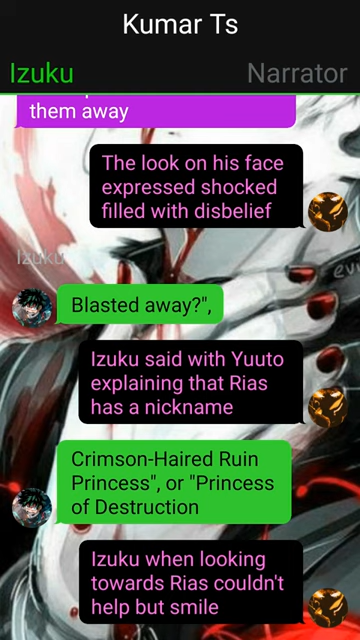 Kumar Ts
Izuku
Narrator
them away
The look on his face
expressed shocked
filled with disbelief
Izuku
Blasted away?",
Izuku said with Yuuto
explaining that Rias
has a nickname
Crimson-Haired Ruin
Princess", or "Princess
of Destruction
Izuku when looking
towards Rias couldn't
help but smile